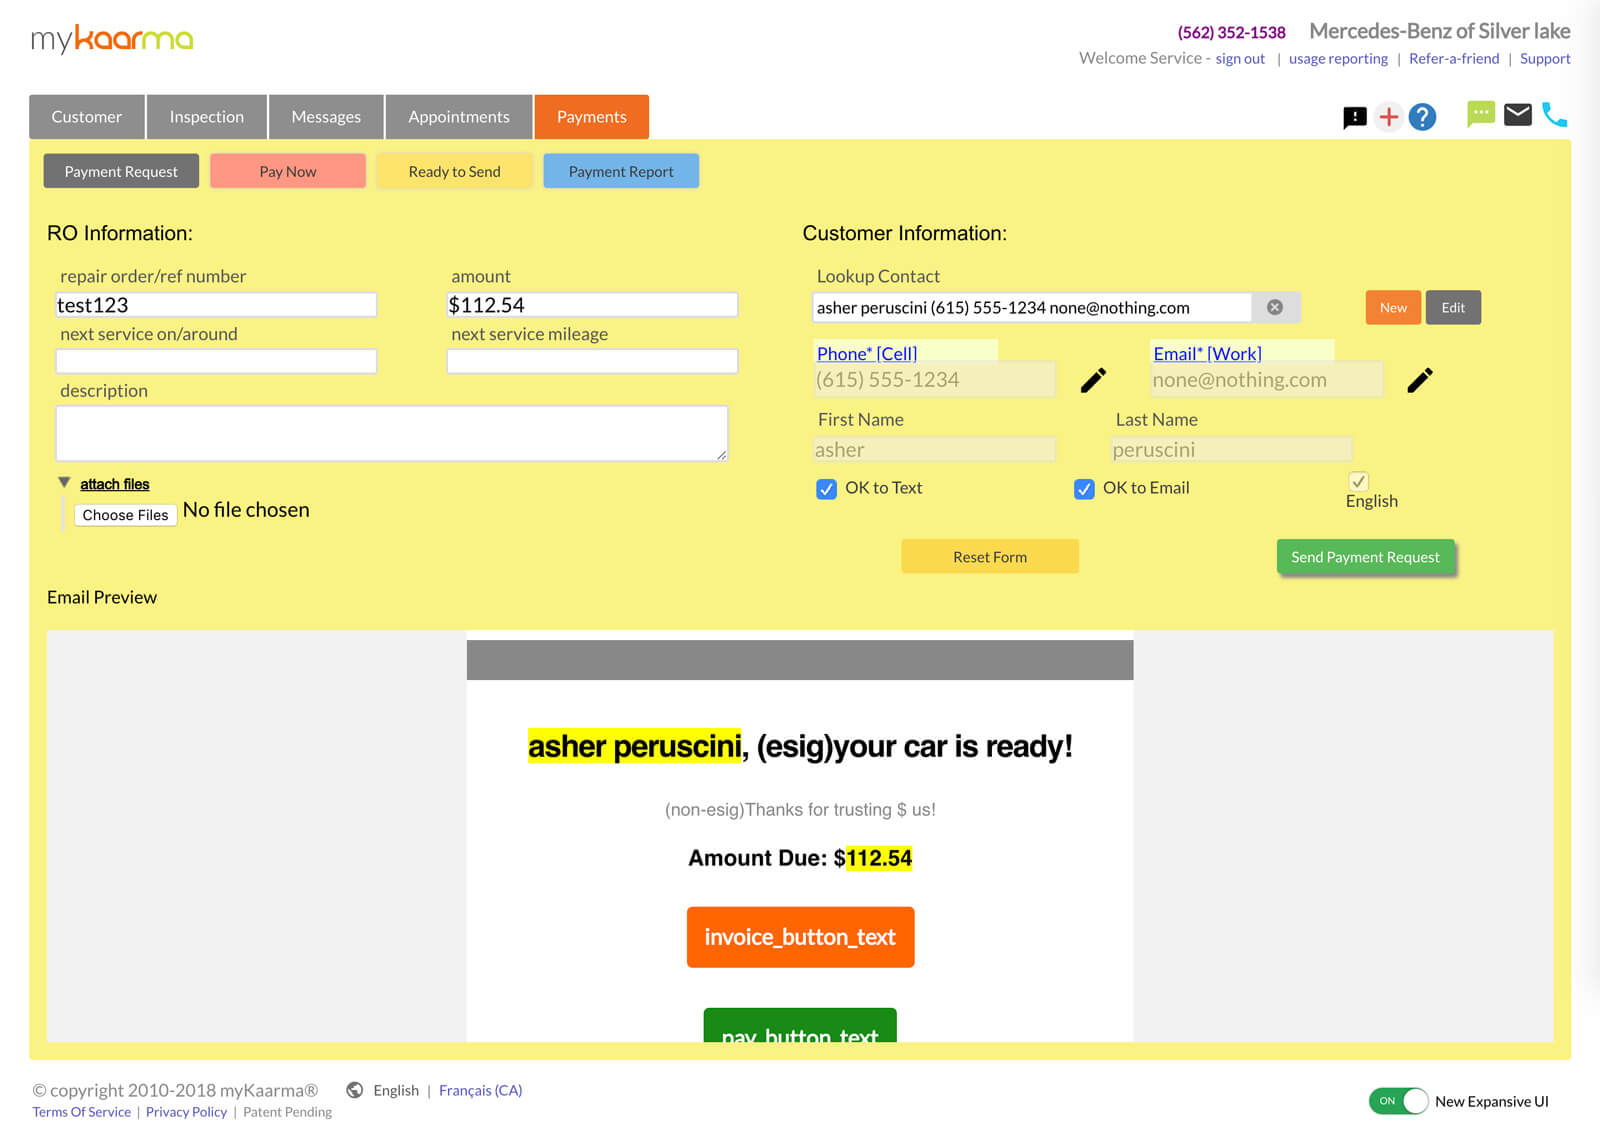 mykaarma
(562) 352-1538 Mercedes-Benz of Silver lake
Welcome Service - sign out | usage reporting | Refer-a-friend | Support
Customer Inspection Messages Appointments Payments
Payment Request Pay Now Ready to Send Payment Report
RO Information:
repair order/ref number amount
test123 $112.54
next service on/around next service mileage
description
attach files
Choose Files No file chosen
Customer Information:
Lookup Contact
asher peruscini (615) 555-1234 none@nothing.com New Edit
Phone* [Cell] Email* [Work]
(615) 555-1234 none@nothing.com
First Name Last Name
asher peruscini
OK to Text OK to Email English
Reset Form Send Payment Request
Email Preview
asher peruscini, (esig)your car is ready!
(non-esig)Thanks for trusting $ us!
Amount Due: $112.54
invoice_button_text
pay_button_text
© copyright 2010-2018 myKaarma® English | Français (CA)
Terms Of Service | Privacy Policy | Patent Pending
ON New Expansive UI